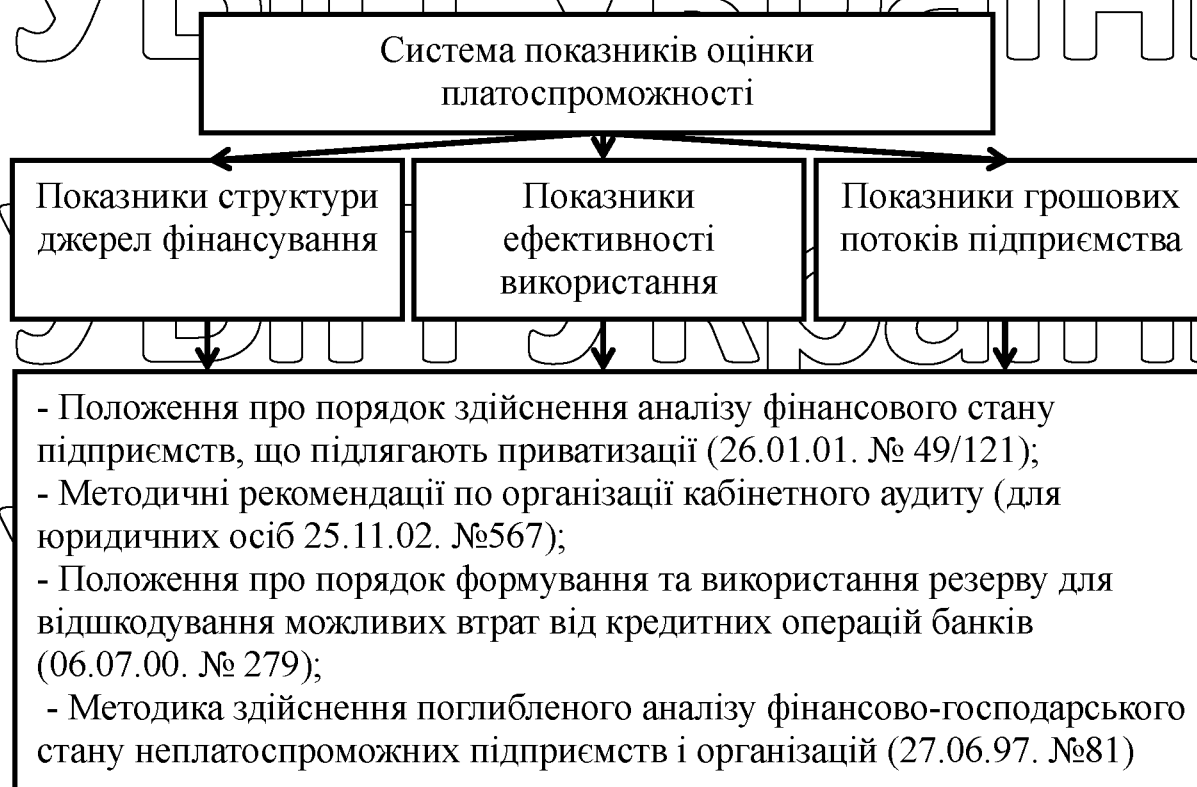 Система показників оцінки
платоспроможності
Показники структури
джерел фінансування
Показники
ефективності
використання
Показники грошових
потоків підприємства
- Положення про порядок здійснення аналізу фінансового стану
підприємств, що підлягають приватизації (26.01.01. № 49/121);
- Методичні рекомендації по організації кабінетного аудиту (для
юридичних осіб 25.11.02. №567);
- Положення про порядок формування та використання резерву для
відшкодування можливих втрат від кредитних операцій банків
(06.07.00. № 279);
- Методика здійснення поглибленого аналізу фінансово-господарського
стану неплатоспроможних підприємств і організацій (27.06.97. №81)